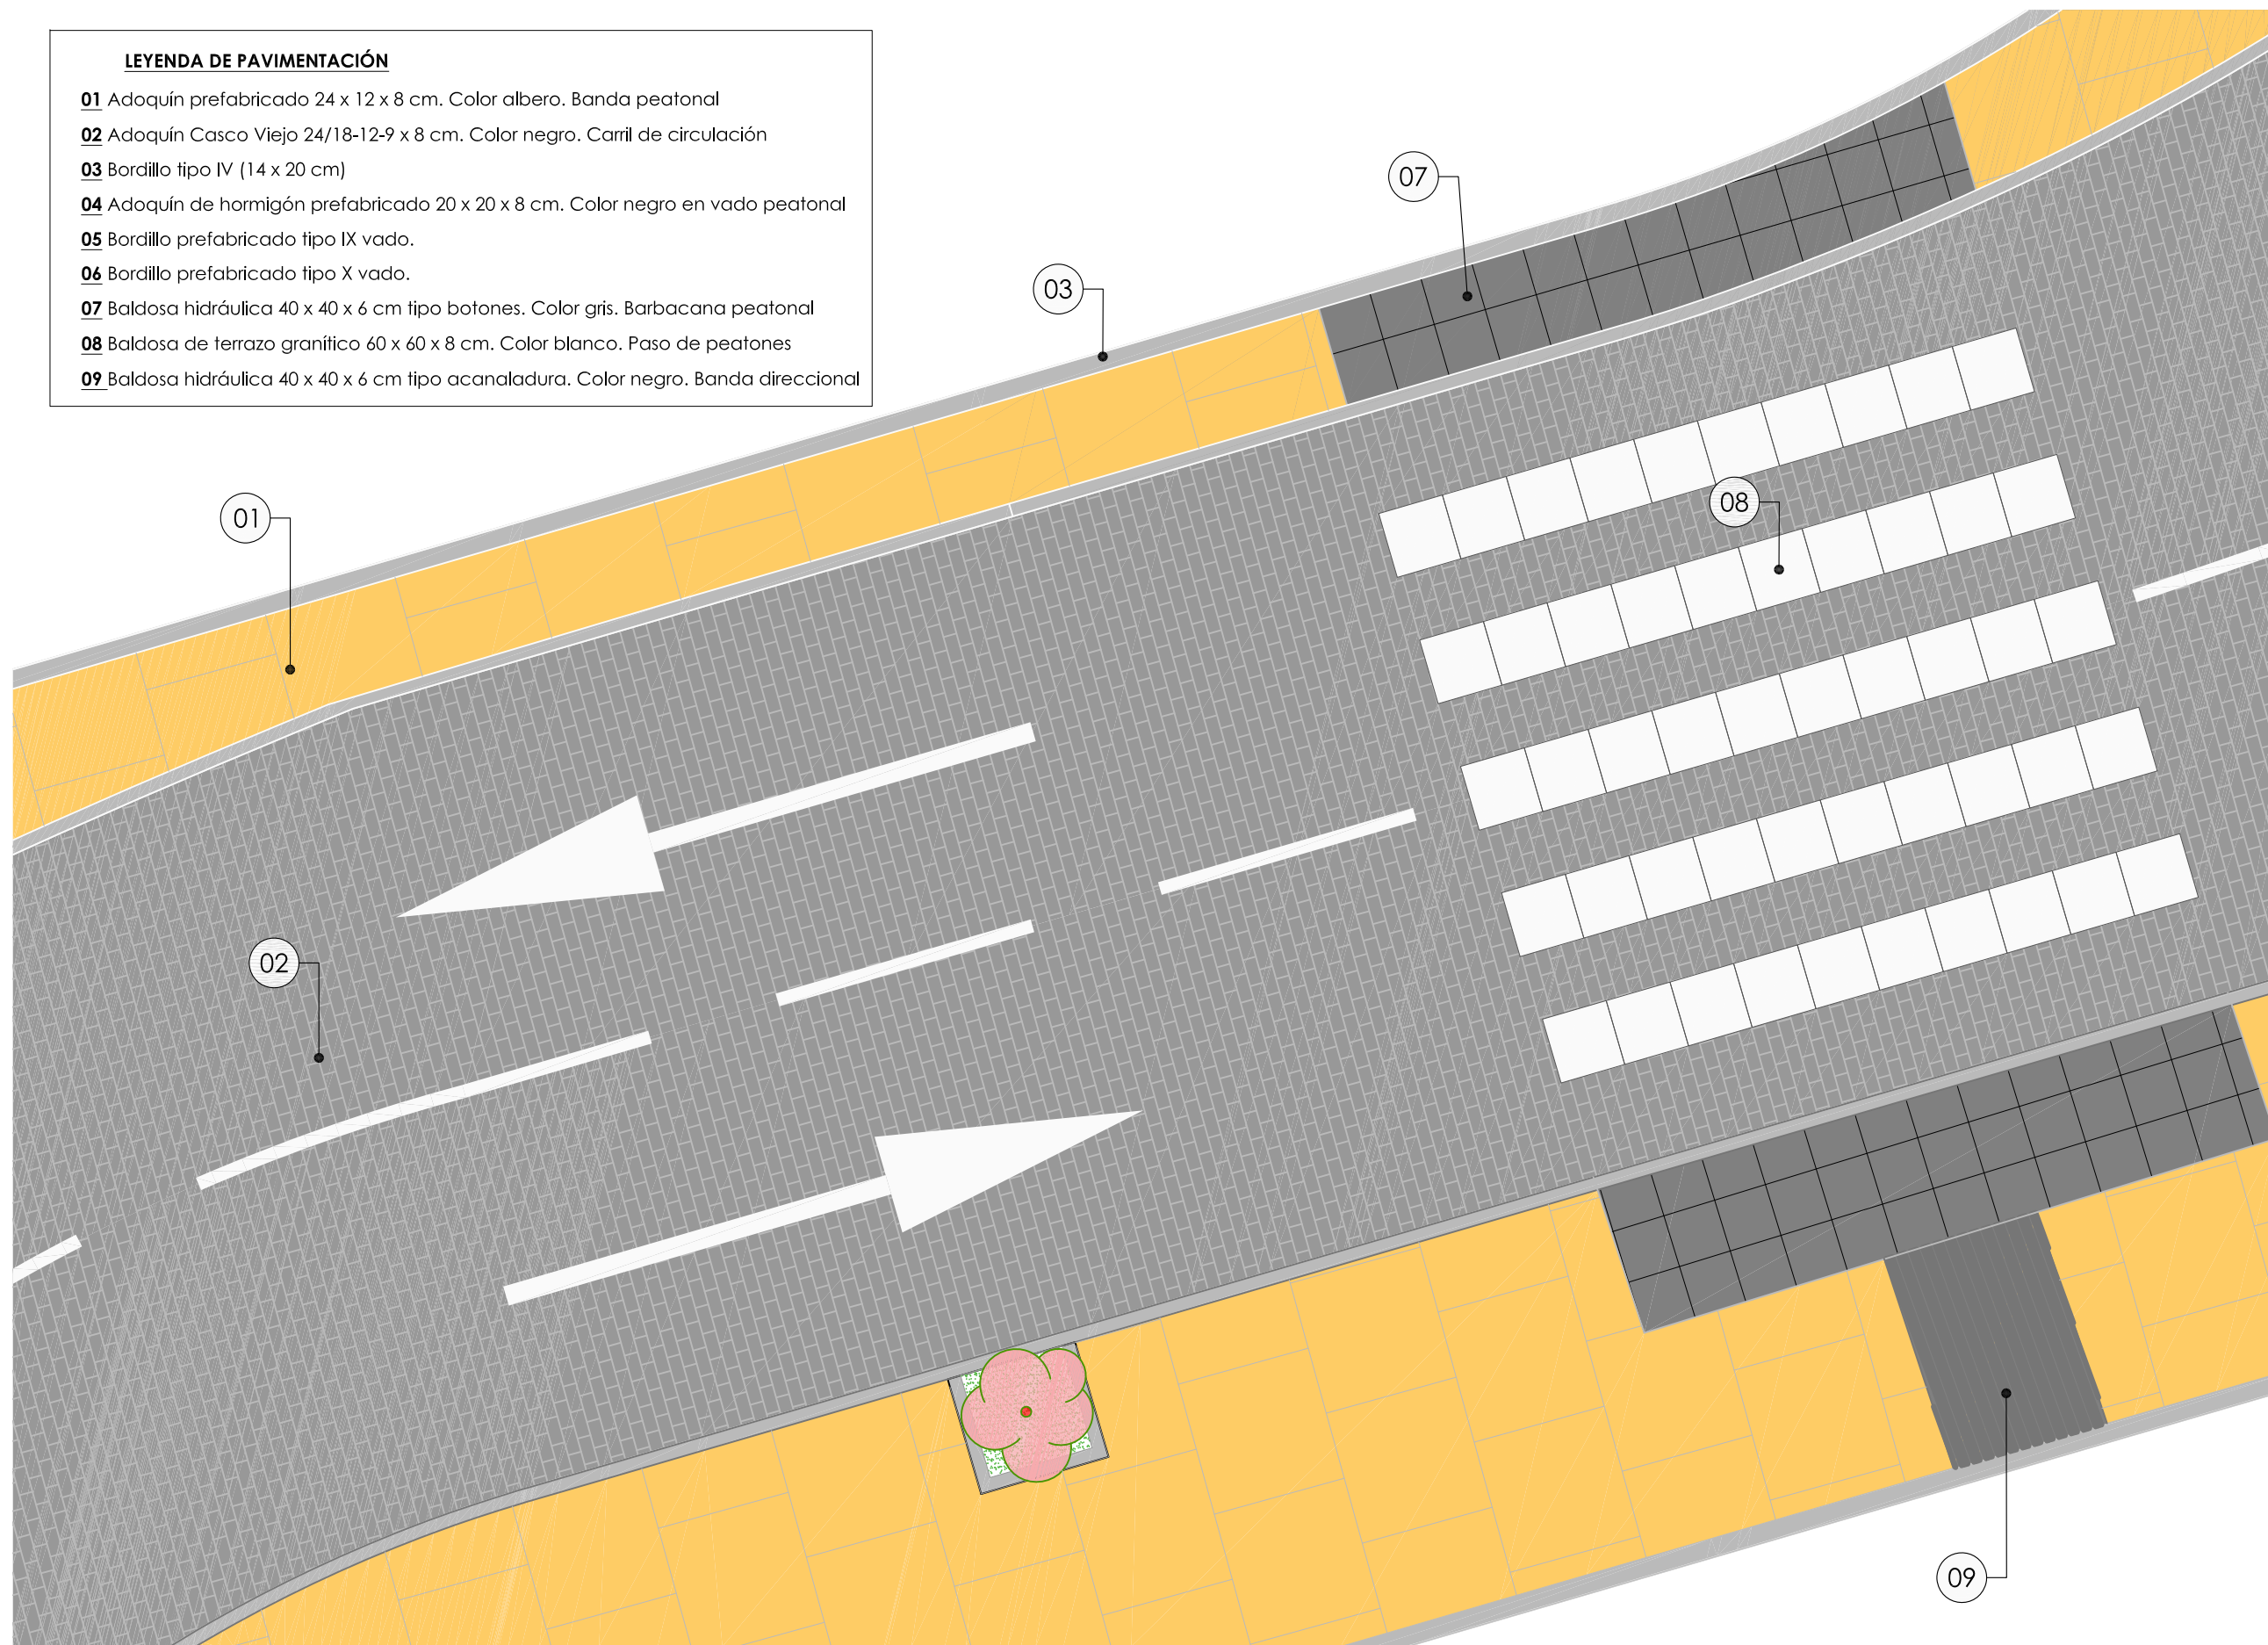 LEYENDA DE PAVIMENTACIÓN
01 Adoquín prefabricado 24 x 12 x 8 cm. Color albero. Banda peatonal
02 Adoquín Casco Viejo 24/18-12-9 x 8 cm. Color negro. Carril de circulación
03 Bordillo tipo IV (14 x 20 cm)
04 Adoquín de hormigón prefabricado 20 x 20 x 8 cm. Color negro en vado peatonal
05 Bordillo prefabricado tipo IX vado.
06 Bordillo prefabricado tipo X vado.
07 Baldosa hidráulica 40 x 40 x 6 cm tipo botones. Color gris. Barbacana peatonal
08 Baldosa de terrazo granítico 60 x 60 x 8 cm. Color blanco. Paso de peatones
09 Baldosa hidráulica 40 x 40 x 6 cm tipo acanaladura. Color negro. Banda direccional
07
03
08
01
02
09